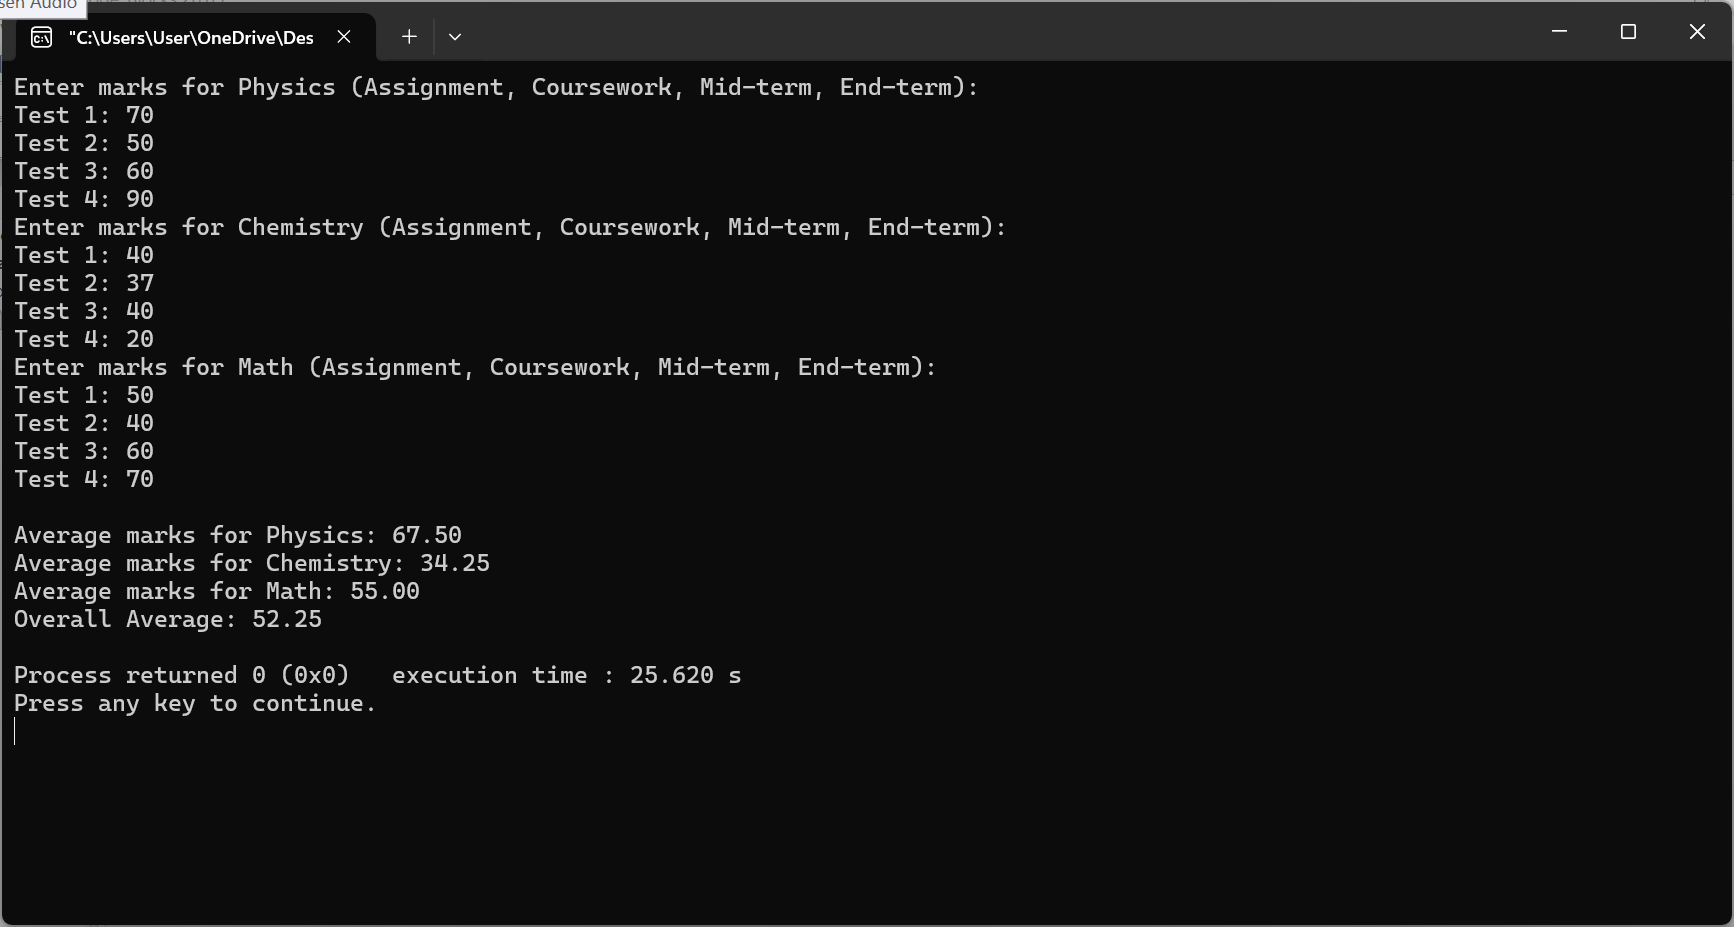 sen Audio
"C:\Users\User\OneDrive\Des
Enter marks for Physics (Assignment, Coursework, Mid-term, End-term):
Test 1: 70
Test 2: 50
Test 3: 60
Test 4: 90
Enter marks for Chemistry (Assignment, Coursework, Mid-term, End-term):
Test 1: 40
Test 2: 37
Test 3: 40
Test 4: 20
Enter marks for Math (Assignment, Coursework, Mid-term, End-term):
Test 1: 50
Test 2: 40
Test 3: 60
Test 4: 70
Average marks for Physics: 67.50
Average marks for Chemistry: 34.25
Average marks for Math: 55.00
Overall Average: 52.25
Process returned 0 (0x0)   execution time : 25.620 s
Press any key to continue.